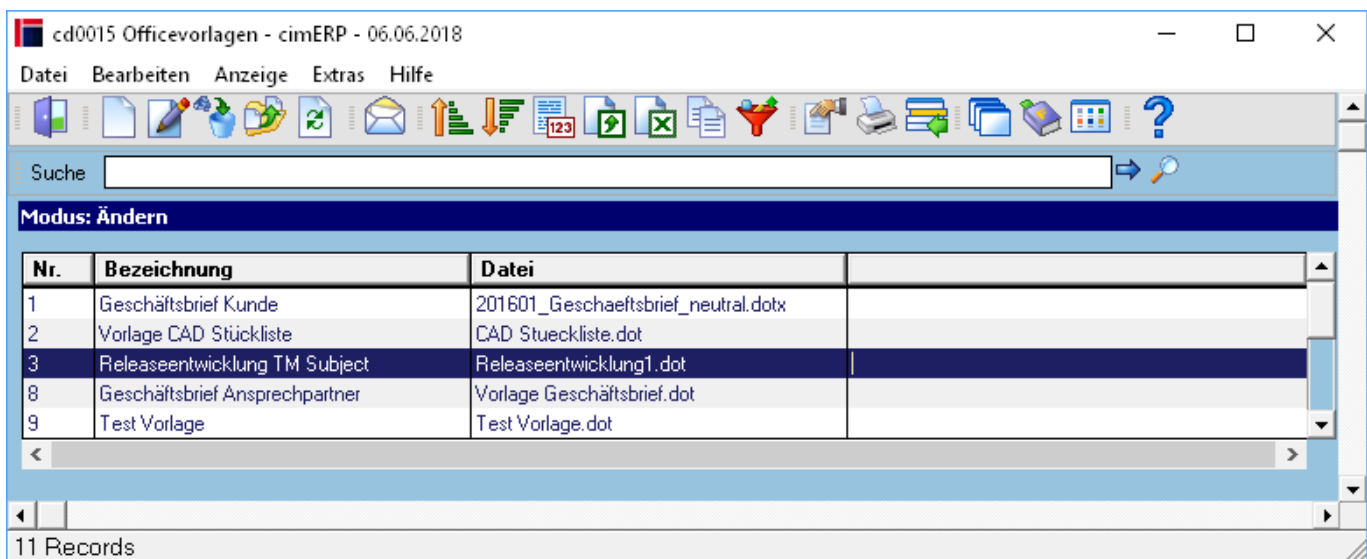 cd0015 Officevorlagen - cimERP - 06.06.2018
Datei Bearbeiten Anzeige Extras Hilfe
123
Suche
Modus: Ändern
Nr. Bezeichnung Datei
1 Geschäftsbrief Kunde 201601_Geschaeftsbrief_neutral.dotx
2 Vorlage CAD Stückliste CAD Stueckliste.dot
3 Releaseentwicklung TM Subject Releaseentwicklung1.dot
8 Geschäftsbrief Ansprechpartner Vorlage Geschäftsbrief.dot
9 Test Vorlage Test Vorlage.dot
11 Records